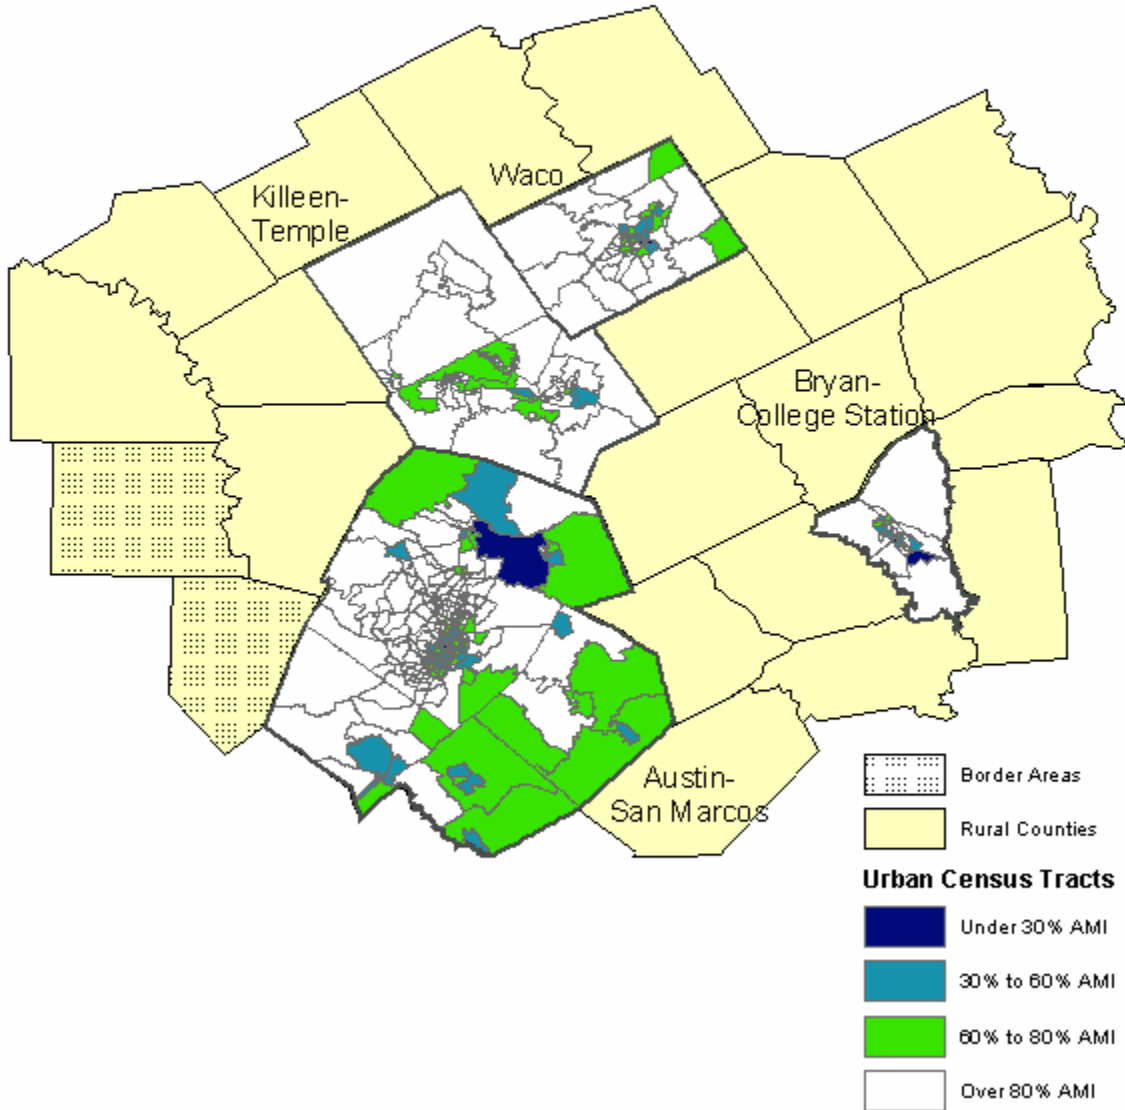 Waco
Killeen-
Temple
Bryan-
College Station
Austin-
San Marcos
Border Areas
Rural Counties
Urban Census Tracts
Under 30% AMI
30% to 60% AMI
60% to 80% AMI
Over 80% AMI